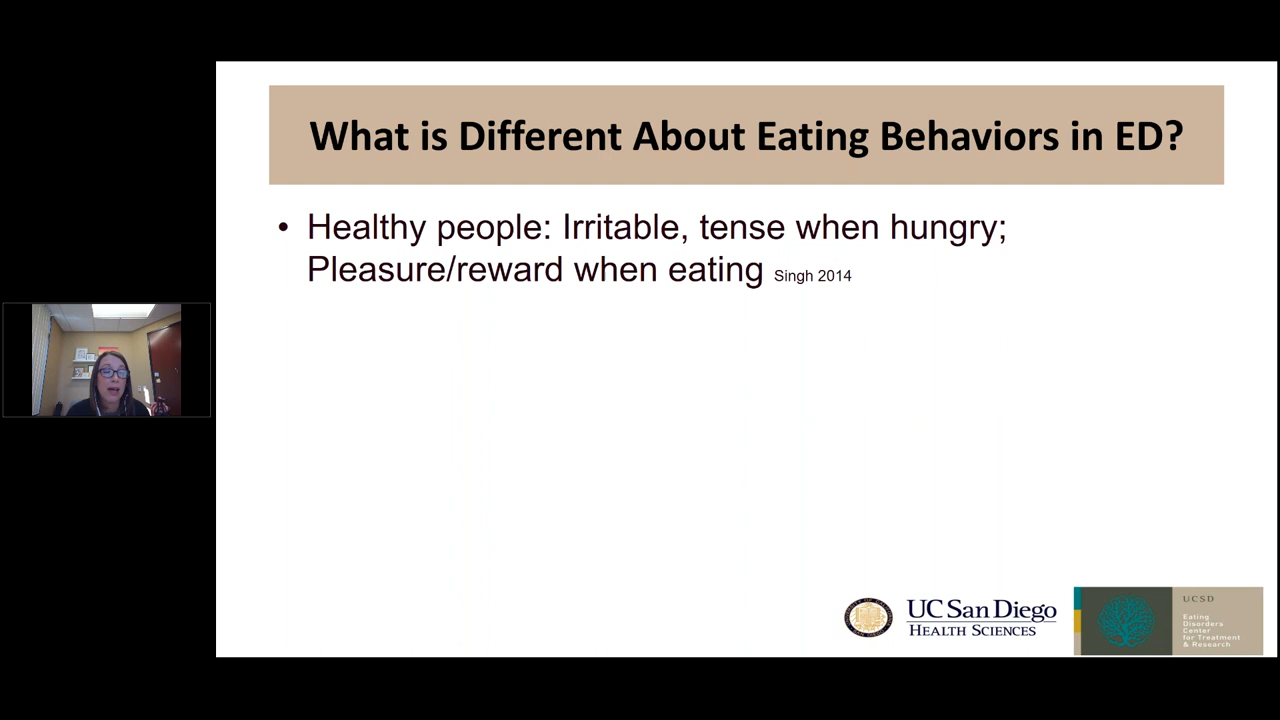 What is Different About Eating Behaviors in ED?
• Healthy people: Irritable, tense when hungry;
Pleasure/reward when eating Singh 2014
UC San Diego
HEALTH SCIENCES
UCSD
Eating
Disorders
Center
for Treatment
& Research